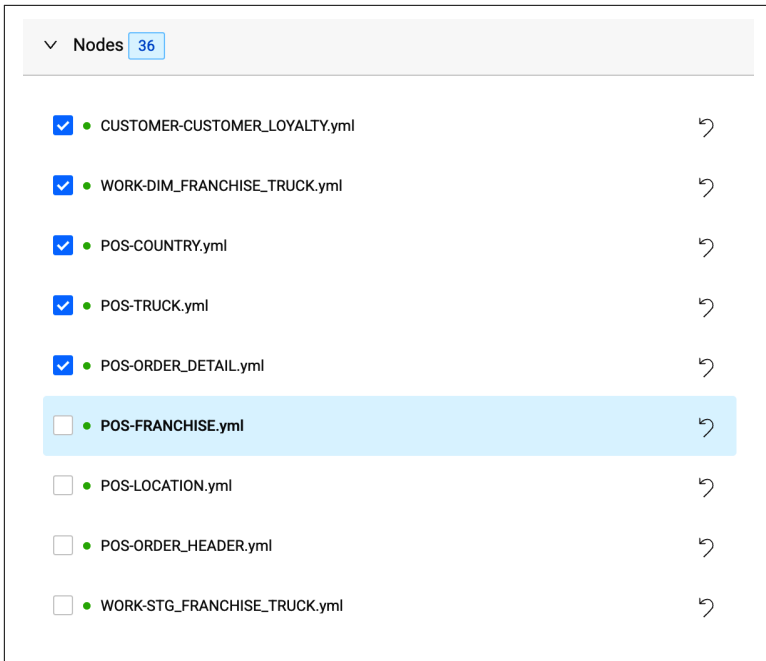 Nodes 36
CUSTOMER-CUSTOMER_LOYALTY.yml
WORK-DIM_FRANCHISE_TRUCK.yml
POS-COUNTRY.yml
POS-TRUCK.yml
POS-ORDER_DETAIL.yml
POS-FRANCHISE.yml
POS-LOCATION.yml
POS-ORDER_HEADER.yml
WORK-STG_FRANCHISE_TRUCK.yml